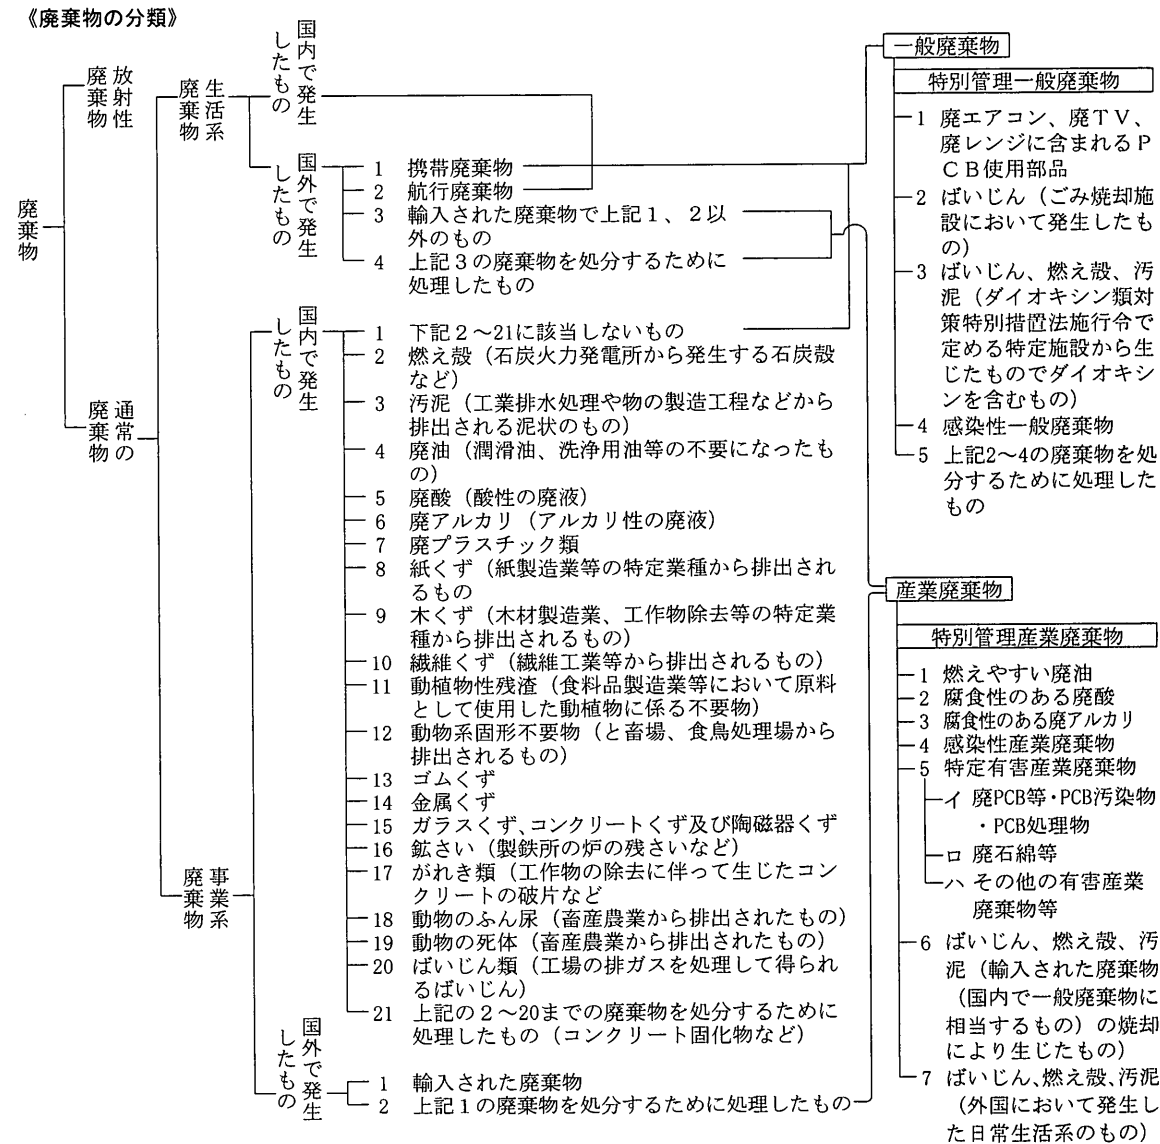 《廃棄物の分類》
廃棄物
放射性
廃棄物
通常の
廃棄物
生活系
廃棄物
事業系
廃棄物
国内で発生
したもの
国外で発生
したもの
1 携帯廃棄物
2 航行廃棄物
3 輸入された廃棄物で上記１、２以
外のもの
4 上記３の廃棄物を処分するために
処理したもの
国内で発生
したもの
1 下記２～21に該当しないもの
2 燃え殻（石炭火力発電所から発生する石炭殻
など）
3 汚泥（工業排水処理や物の製造工程などから
排出される泥状のもの）
4 廃油（潤滑油、洗浄用油等の不要になったも
の）
5 廃酸（酸性の廃液）
6 廃アルカリ（アルカリ性の廃液）
7 廃プラスチック類
8 紙くず（紙製造業等の特定業種から排出され
るもの
9 木くず（木材製造業、工作物除去等の特定業
種から排出されるもの）
10 繊維くず（繊維工業等から排出されるもの）
11 動植物性残渣（食料品製造業等において原料
として使用した動植物に係る不要物）
12 動物系固形不要物（と畜場、食鳥処理場から
排出されるもの）
13 ゴムくず
14 金属くず
15 ガラスくず、コンクリートくず及び陶磁器くず
16 鉱さい（製鉄所の炉の残さいなど）
17 がれき類（工作物の除去に伴って生じたコン
クリートの破片など
18 動物のふん尿（畜産農業から排出されたもの）
19 動物の死体（畜産農業から排出されたもの）
20 ばいじん類（工場の排ガスを処理して得られ
るばいじん）
21 上記の２～20までの廃棄物を処分するために
処理したもの（コンクリート固化物など）
国外で発生
したもの
1 輸入された廃棄物
2 上記１の廃棄物を処分するために処理したもの
一般廃棄物
特別管理一般廃棄物
1 廃エアコン、廃ＴＶ、
廃レンジに含まれるＰ
ＣＢ使用部品
2 ばいじん（ごみ焼却施
設において発生したも
の）
3 ばいじん、燃え殻、汚
泥（ダイオキシン類対
策特別措置法施行令で
定める特定施設から生
じたものでダイオキシ
ンを含むもの）
4 感染性一般廃棄物
5 上記2～4の廃棄物を処
分するために処理した
もの
産業廃棄物
特別管理産業廃棄物
1 燃えやすい廃油
2 腐食性のある廃酸
3 腐食性のある廃アルカリ
4 感染性産業廃棄物
5 特定有害産業廃棄物
イ 廃PCB等・PCB汚染物
・PCB処理物
ロ 廃石綿等
ハ その他の有害産業
廃棄物等
6 ばいじん、燃え殻、汚
泥（輸入された廃棄物
（国内で一般廃棄物に
相当するもの）の焼却
により生じたもの）
7 ばいじん、燃え殻、汚泥
（外国において発生し
た日常生活系のもの）